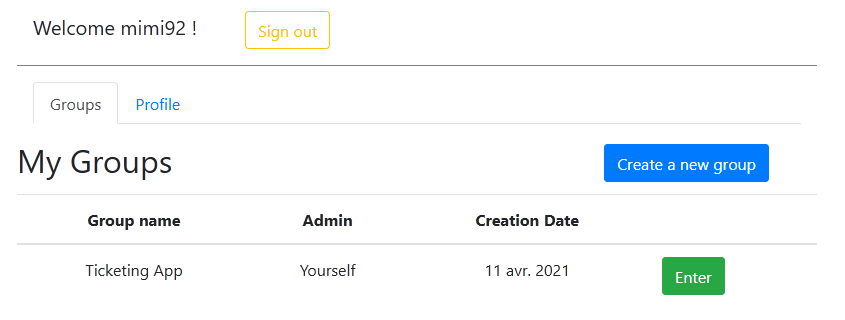 Welcome mimi92 ! Sign out
Groups Profile
My Groups Create a new group
Group name Admin Creation Date
Ticketing App Yourself 11 avr. 2021 Enter